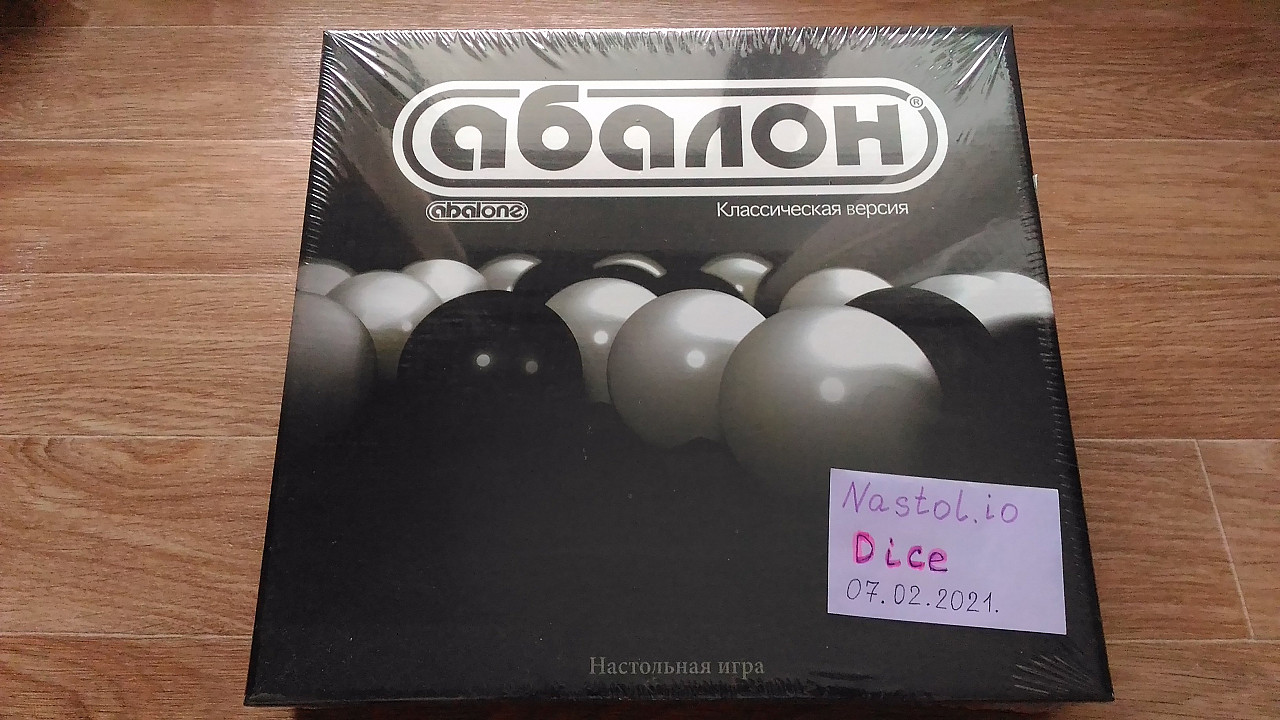 абалон®
abalone
Классическая версия
Nastol.io
Dice
07.02.2021.
Настольная игра